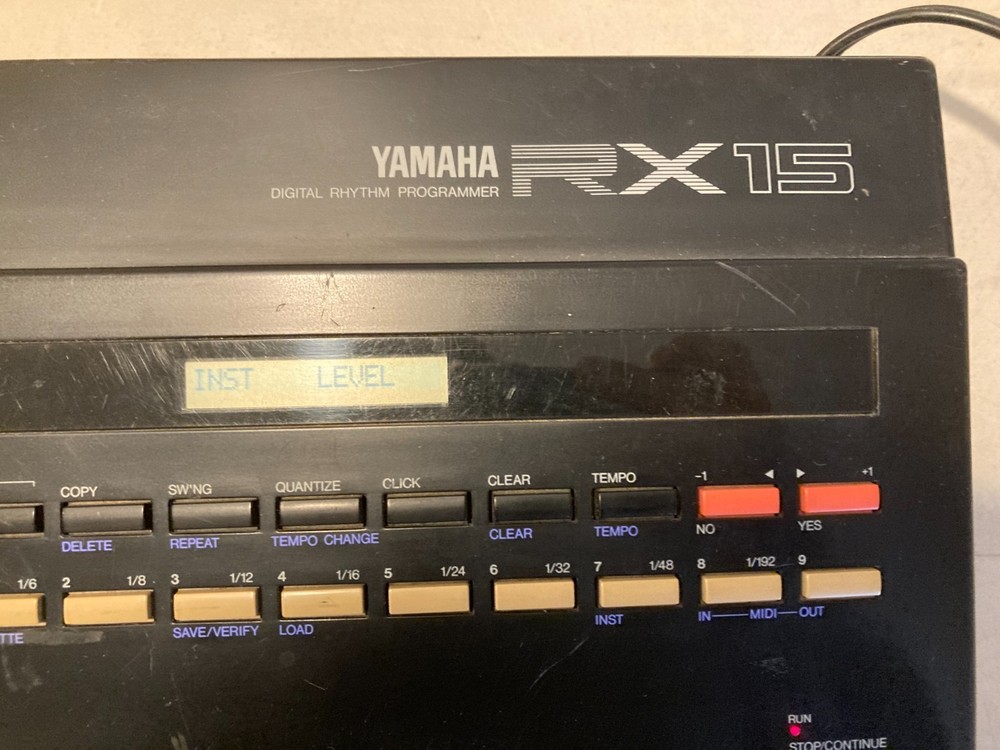 YAMAHA RX15
DIGITAL RHYTHM PROGRAMMER
INST LEVEL
COPY SW'NG QUANTIZE CLICK CLEAR TEMPO -1 ◀ ▶ +1
DELETE REPEAT TEMPO CHANGE CLEAR TEMPO NO YES
1/6 2 1/8 3 1/12 4 1/16 5 1/24 6 1/32 7 1/48 8 1/192 9
TTE SAVE/VERIFY LOAD INST IN MIDI OUT
RUN
STOP/CONTINUE